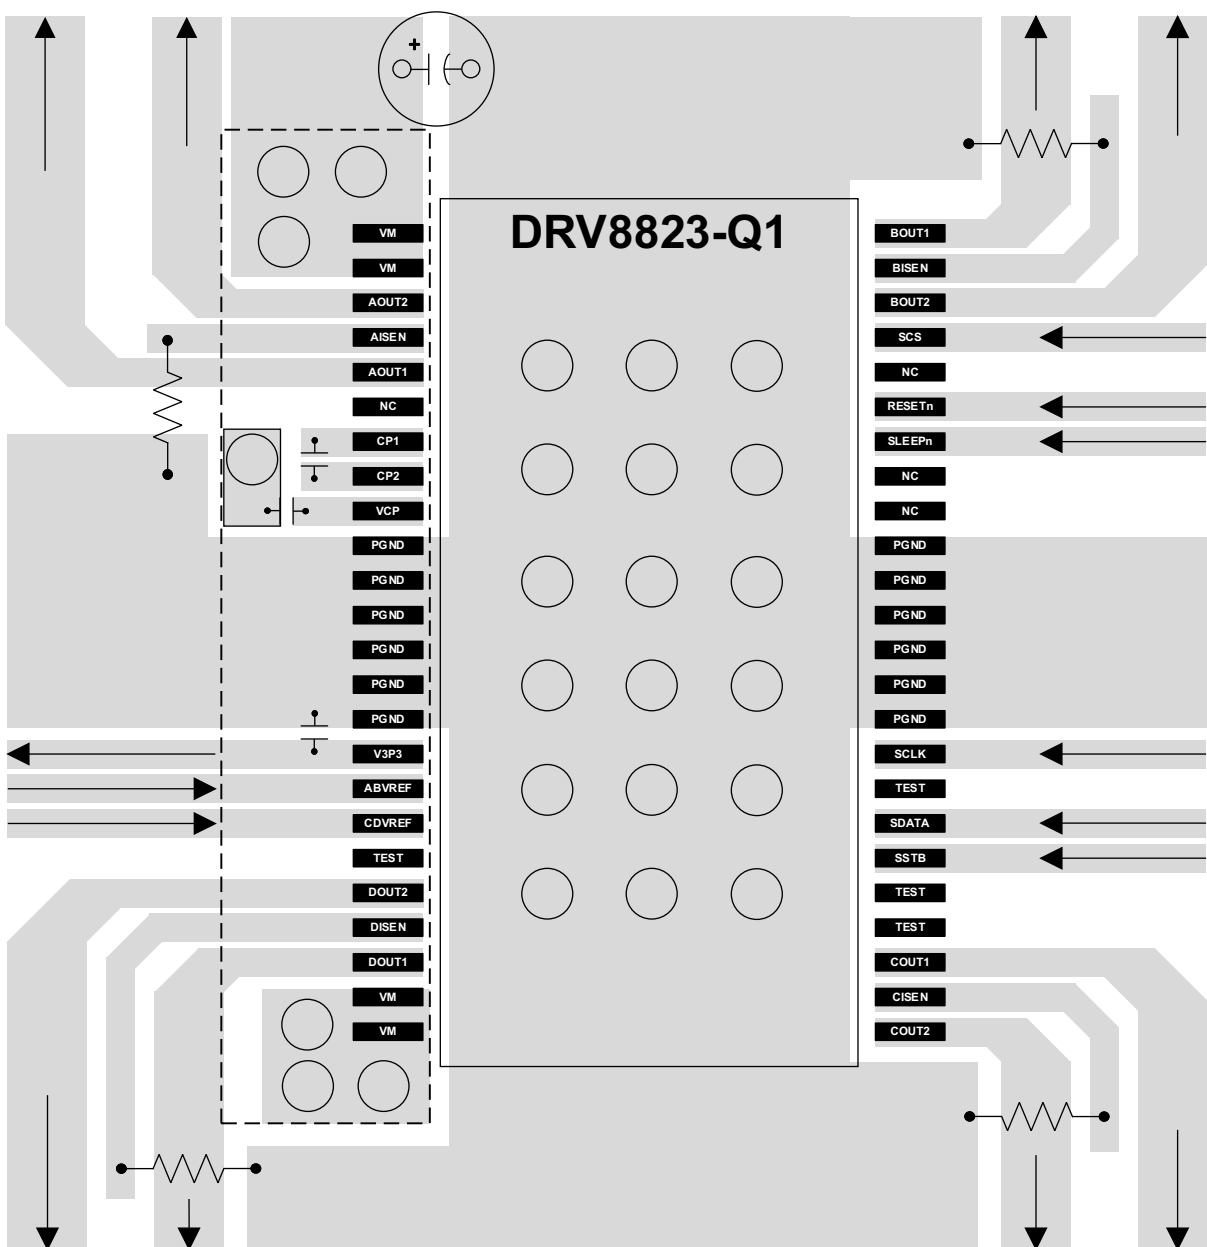 +
DRV8823-Q1
VM
VM
AOUT2
AISEN
AOUT1
NC
CP1
CP2
VCP
PGND
PGND
PGND
PGND
PGND
PGND
V3P3
ABVREF
CDVREF
TEST
DOUT2
DISEN
DOUT1
VM
VM
BOUT1
BISEN
BOUT2
SCS
NC
RESETn
SLEEPn
NC
NC
PGND
PGND
PGND
PGND
PGND
PGND
SCLK
TEST
SDATA
SSTB
TEST
TEST
COUT1
CISEN
COUT2